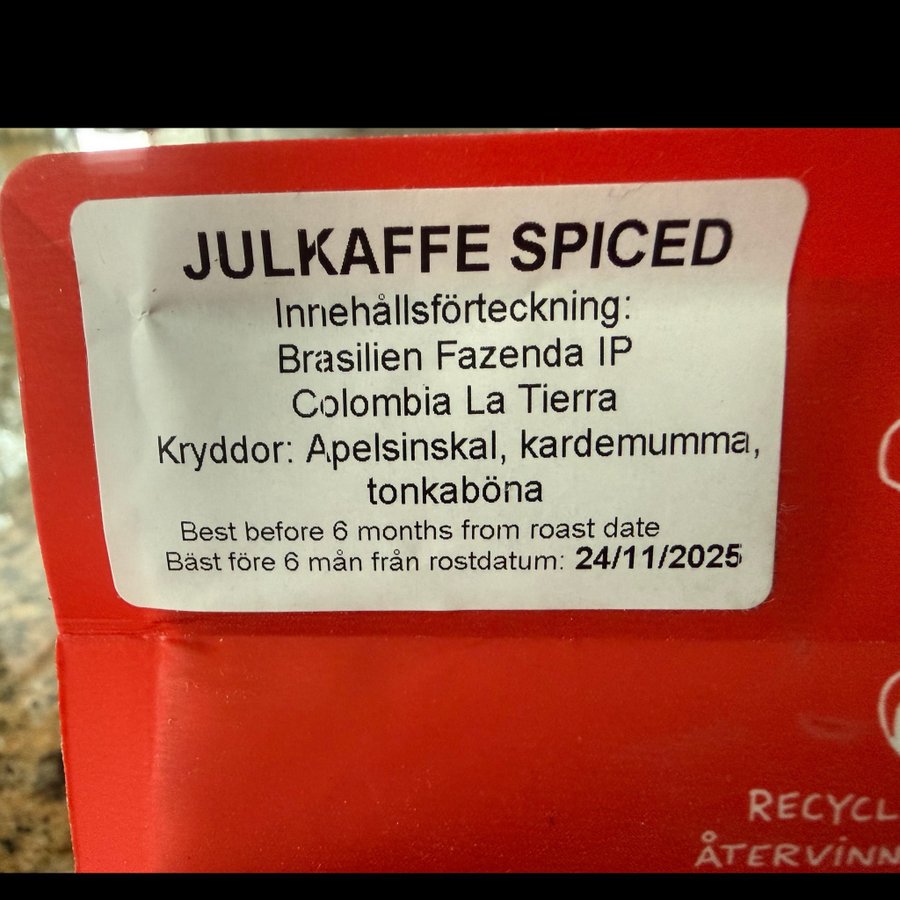 JULKAFFE SPICED
Innehållsförteckning:
Brasilien Fazenda IP
Colombia La Tierra
Kryddor: Apelsinskal, kardemumma,
tonkaböna
Best before 6 months from roast date
Bäst före 6 mån från rostdatum: 24/11/2025
RECYCL
ÅTERVINN